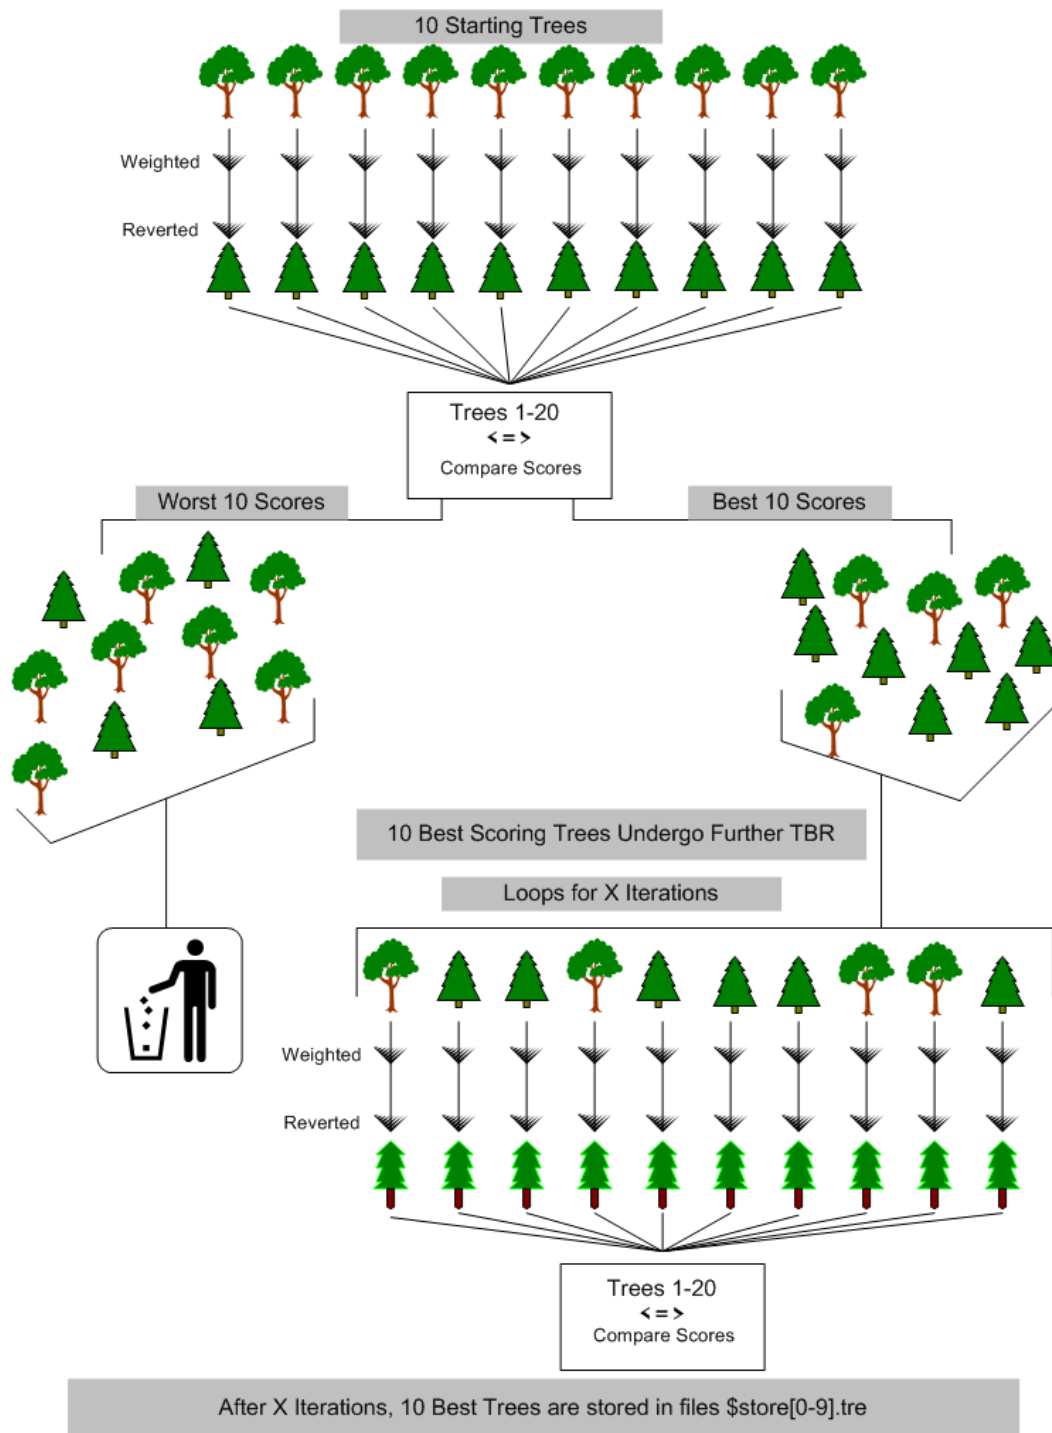 10 Starting Trees
Weighted
Reverted
Trees 1-20
<=>
Compare Scores
Worst 10 Scores
Best 10 Scores
10 Best Scoring Trees Undergo Further TBR
Loops for X Iterations
Weighted
Reverted
Trees 1-20
<=>
Compare Scores
After X Iterations, 10 Best Trees are stored in files $store[0-9].tre